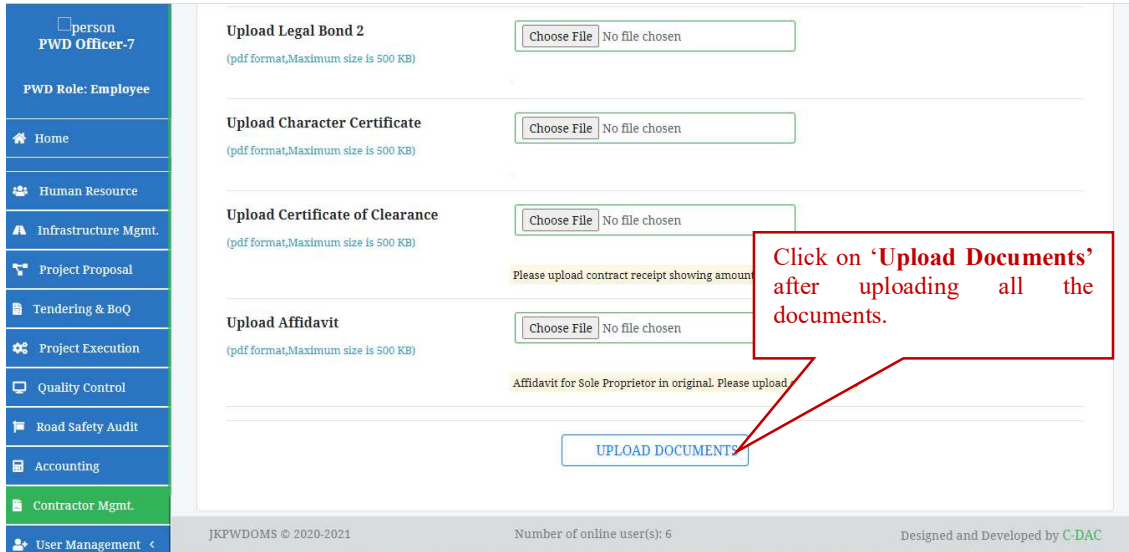 person
PWD Officer-7
PWD Role: Employee
Home
Human Resource
Infrastructure Mgmt.
Project Proposal
Tendering & BoQ
Project Execution
Quality Control
Road Safety Audit
Accounting
Contractor Mgmt.
User Management <
Upload Legal Bond 2
(pdf format,Maximum size is 500 KB)
Choose File No file chosen
Upload Character Certificate
(pdf format,Maximum size is 500 KB)
Choose File No file chosen
Upload Certificate of Clearance
(pdf format,Maximum size is 500 KB)
Choose File No file chosen
Please upload contract receipt showing amount
Upload Affidavit
(pdf format,Maximum size is 500 KB)
Choose File No file chosen
Affidavit for Sole Proprietor in original. Please upload
Click on ‘Upload Documents’
after uploading all the
documents.
UPLOAD DOCUMENTS
JKPWDOMS © 2020-2021
Number of online user(s): 6
Designed and Developed by C-DAC